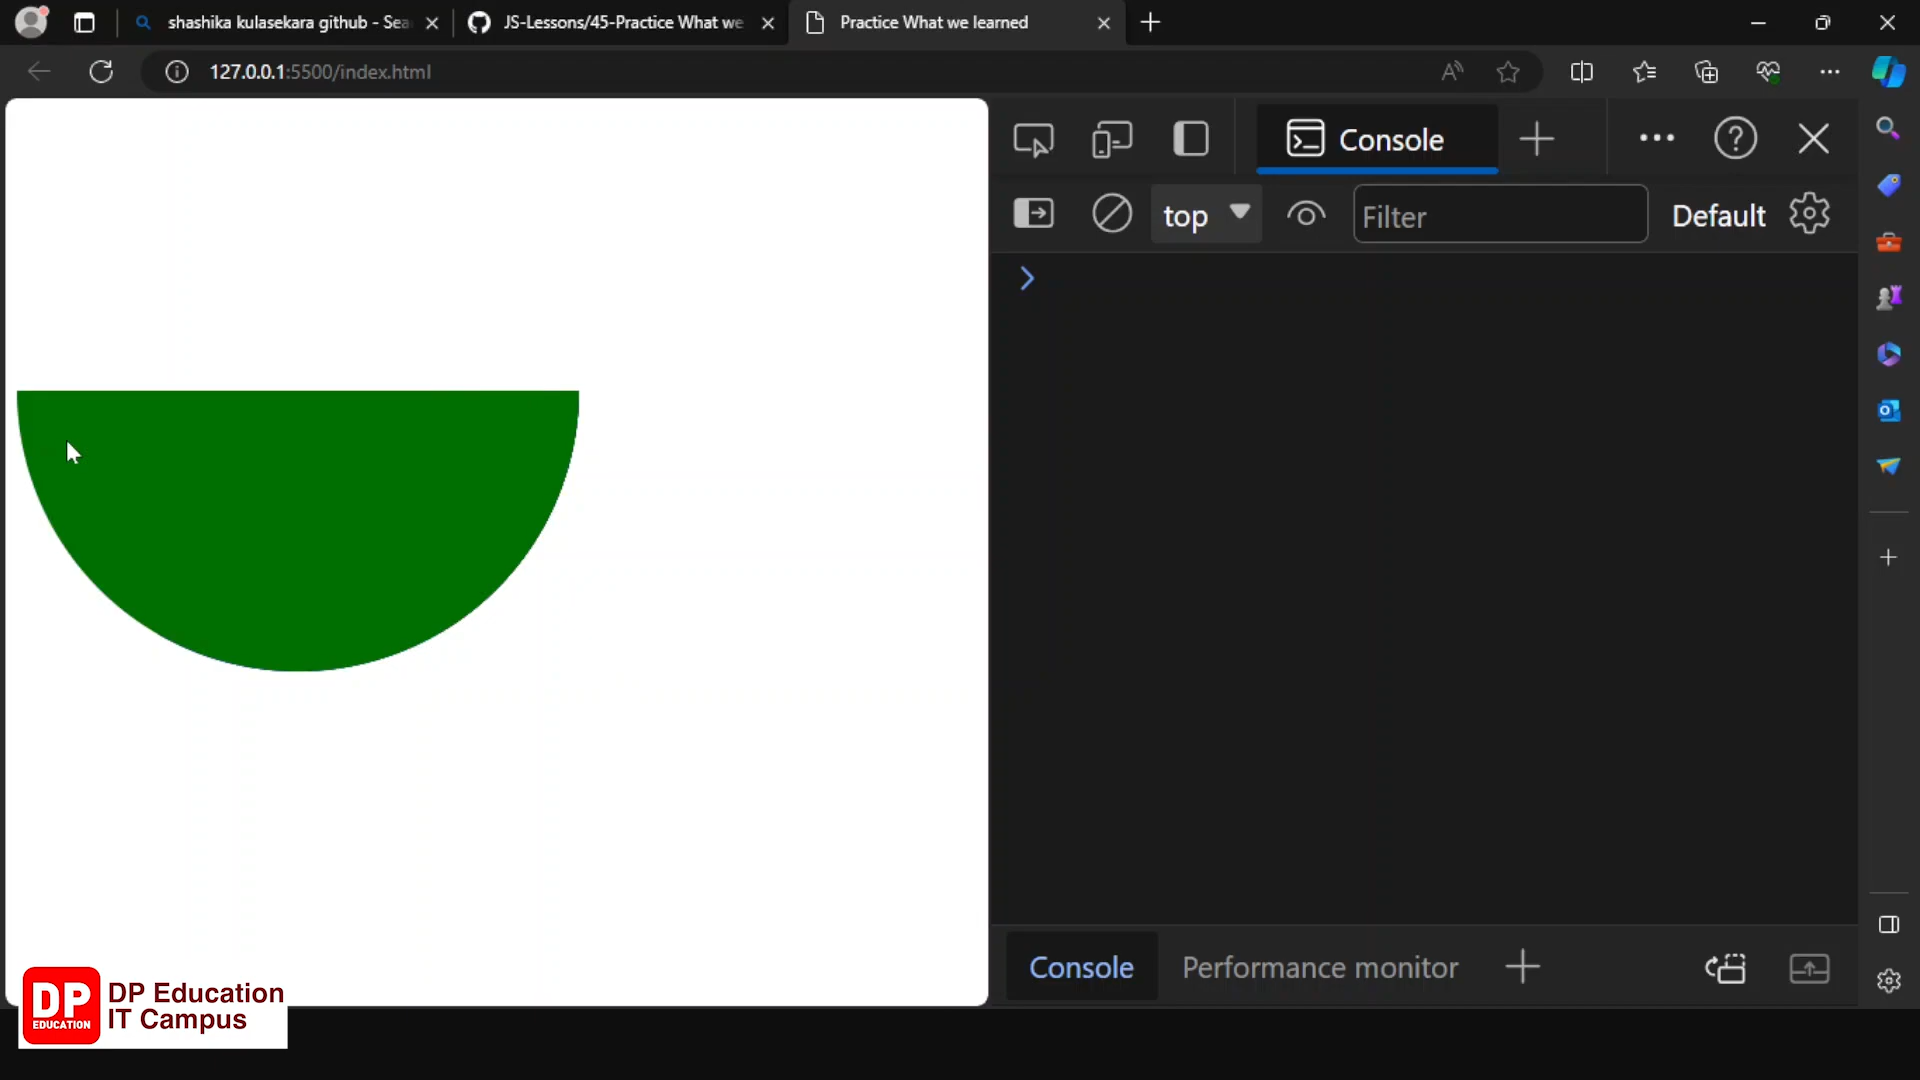 shashika kulasekara github - Sea
JS-Lessons/45-Practice What we
Practice What we learned
127.0.0.1:5500/index.html
Console
top
Filter
Default
Console
Performance monitor
DP
EDUCATION
DP Education
IT Campus